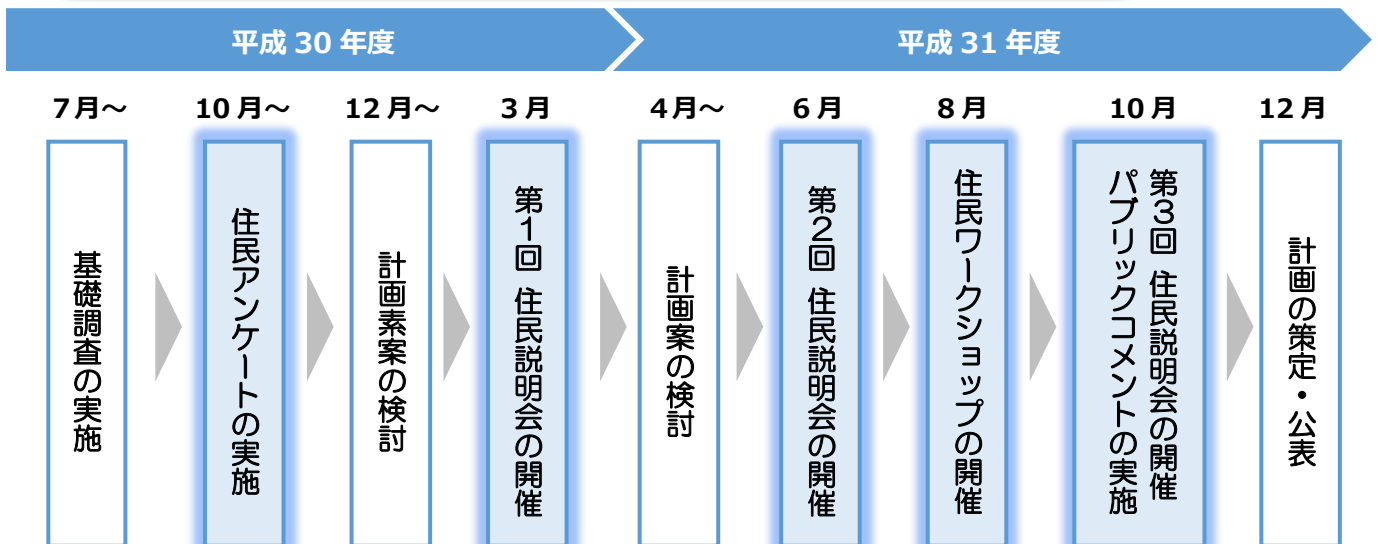 平成 30 年度
平成 31 年度
7月～
10 月～
12 月～
3 月
4月～
6 月
8 月
10 月
12 月
基礎調査の実施
住民アンケートの実施
計画素案の検討
第1回 住民説明会の開催
計画案の検討
第2回 住民説明会の開催
住民ワークショップの開催
第3回 住民説明会の開催
パブリックコメントの実施
計画の策定・公表